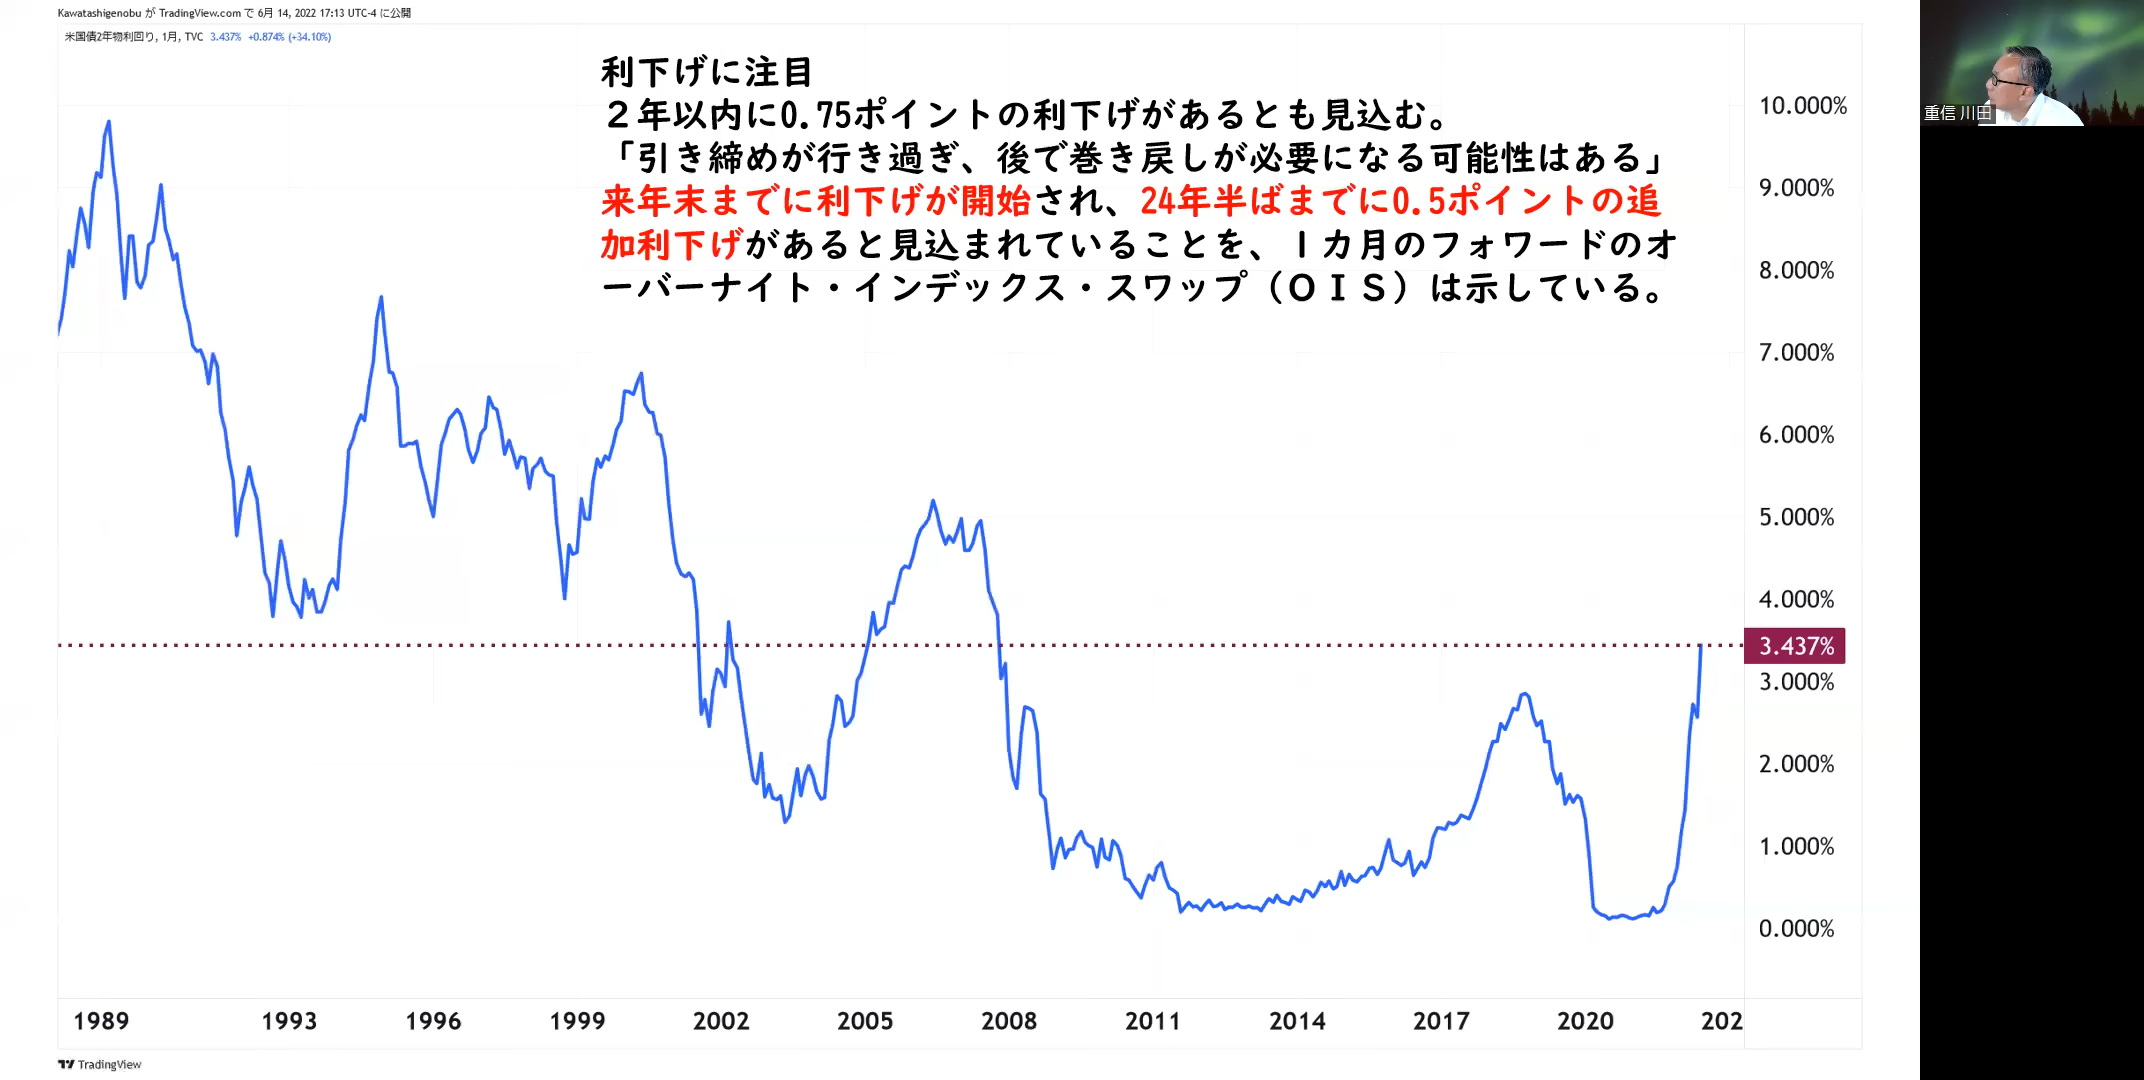 Kawatashigenobu が TradingView.com で 6月 14, 2022 17:13 UTC-4 に公開
米国債2年物利回り, 1月, TVC 3.437% +0.874% (+34.10%)
利下げに注目
２年以内に0.75ポイントの利下げがあるとも見込む。
「引き締めが行き過ぎ、後で巻き戻しが必要になる可能性はある」
来年末までに利下げが開始され、24年半ばまでに0.5ポイントの追
加利下げがあると見込まれていることを、１カ月のフォワードのオ
ーバーナイト・インデックス・スワップ（ＯＩＳ）は示している。
重信 川田
10.000%
9.000%
8.000%
7.000%
6.000%
5.000%
4.000%
3.437%
3.000%
2.000%
1.000%
0.000%
1989 1993 1996 1999 2002 2005 2008 2011 2014 2017 2020 202
TradingView